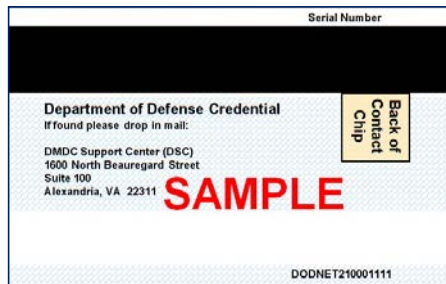 Serial Number
Department of Defense Credential
If found please drop in mail:
DMDC Support Center (DSC)
1600 North Beauregard Street
Suite 100
Alexandria, VA 22311
SAMPLE
Back of
Contact
Chip
DODNET210001111